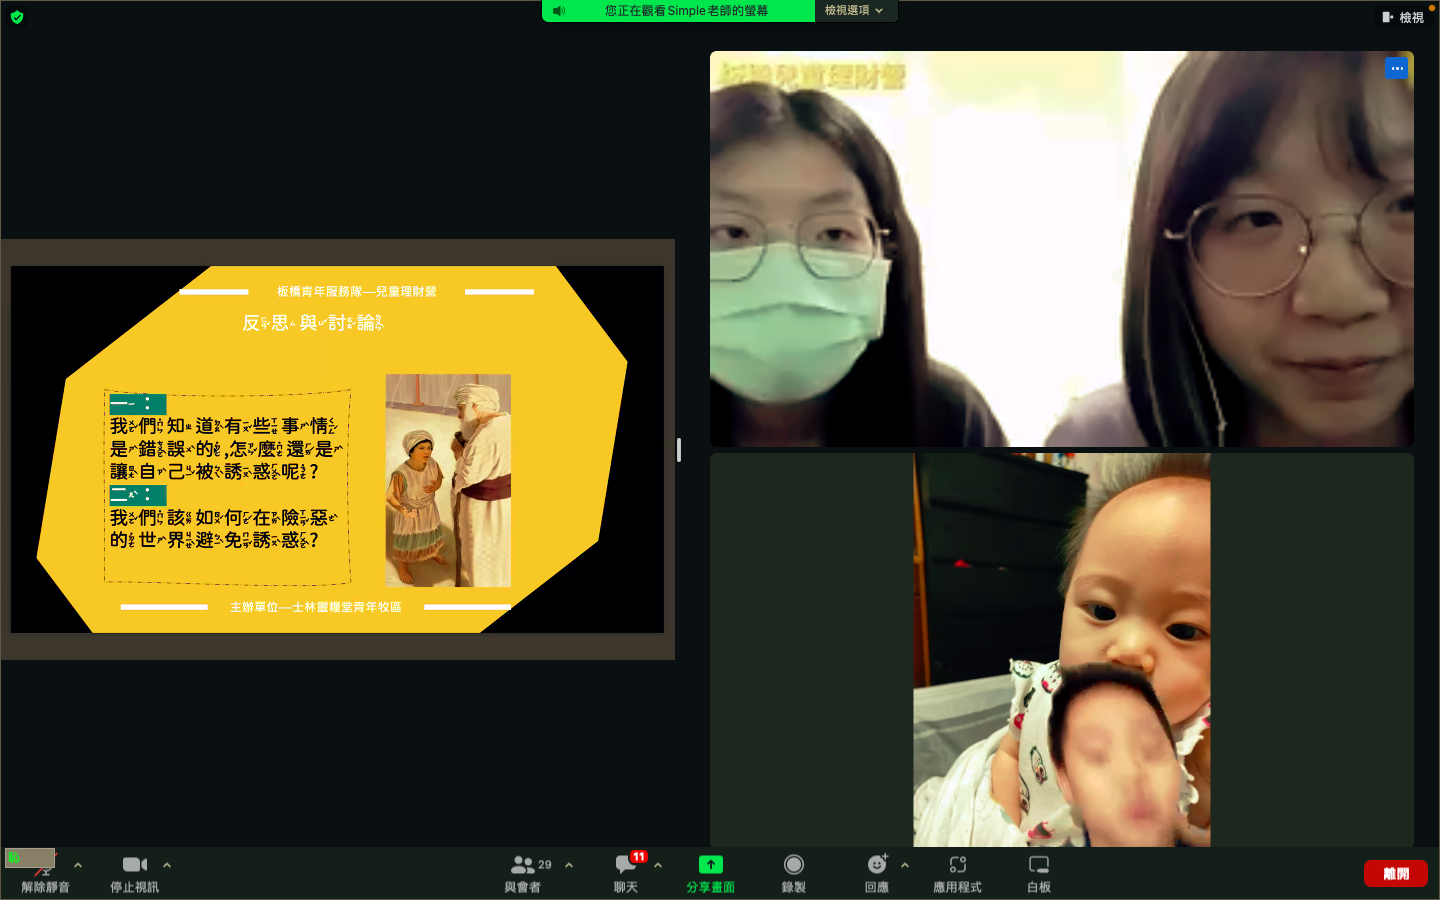 您正在觀看Simple老師的螢幕
檢視選項
檢視
板橋青年服務隊—兒童理財營
反思與討論
一：
我們知道有些事情
是錯誤的,怎麼還是
讓自己被誘惑呢?
二：
我們該如何在險惡
的世界避免誘惑?
主辦單位—士林靈糧堂青年牧區
兒童理財營
解除靜音
停止視訊
29
與會者
11
聊天
分享畫面
錄製
回應
應用程式
白板
離開